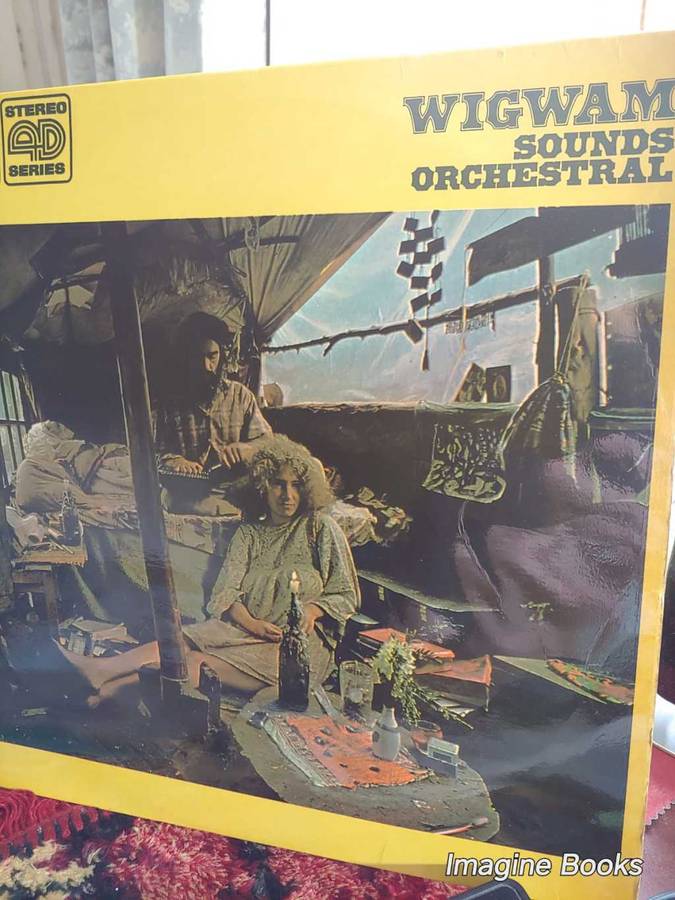 STEREO
4D
SERIES
WIGWAM
SOUNDS
ORCHESTRAL
Imagine Books